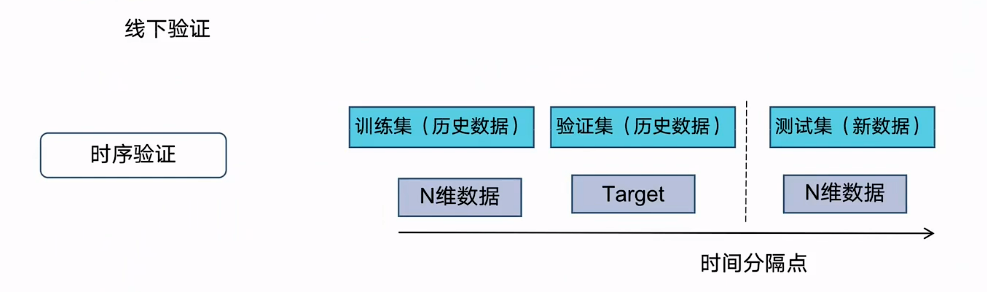 线下验证
时序验证
训练集（历史数据）
验证集（历史数据）
测试集（新数据）
N维数据
Target
N维数据
时间分隔点